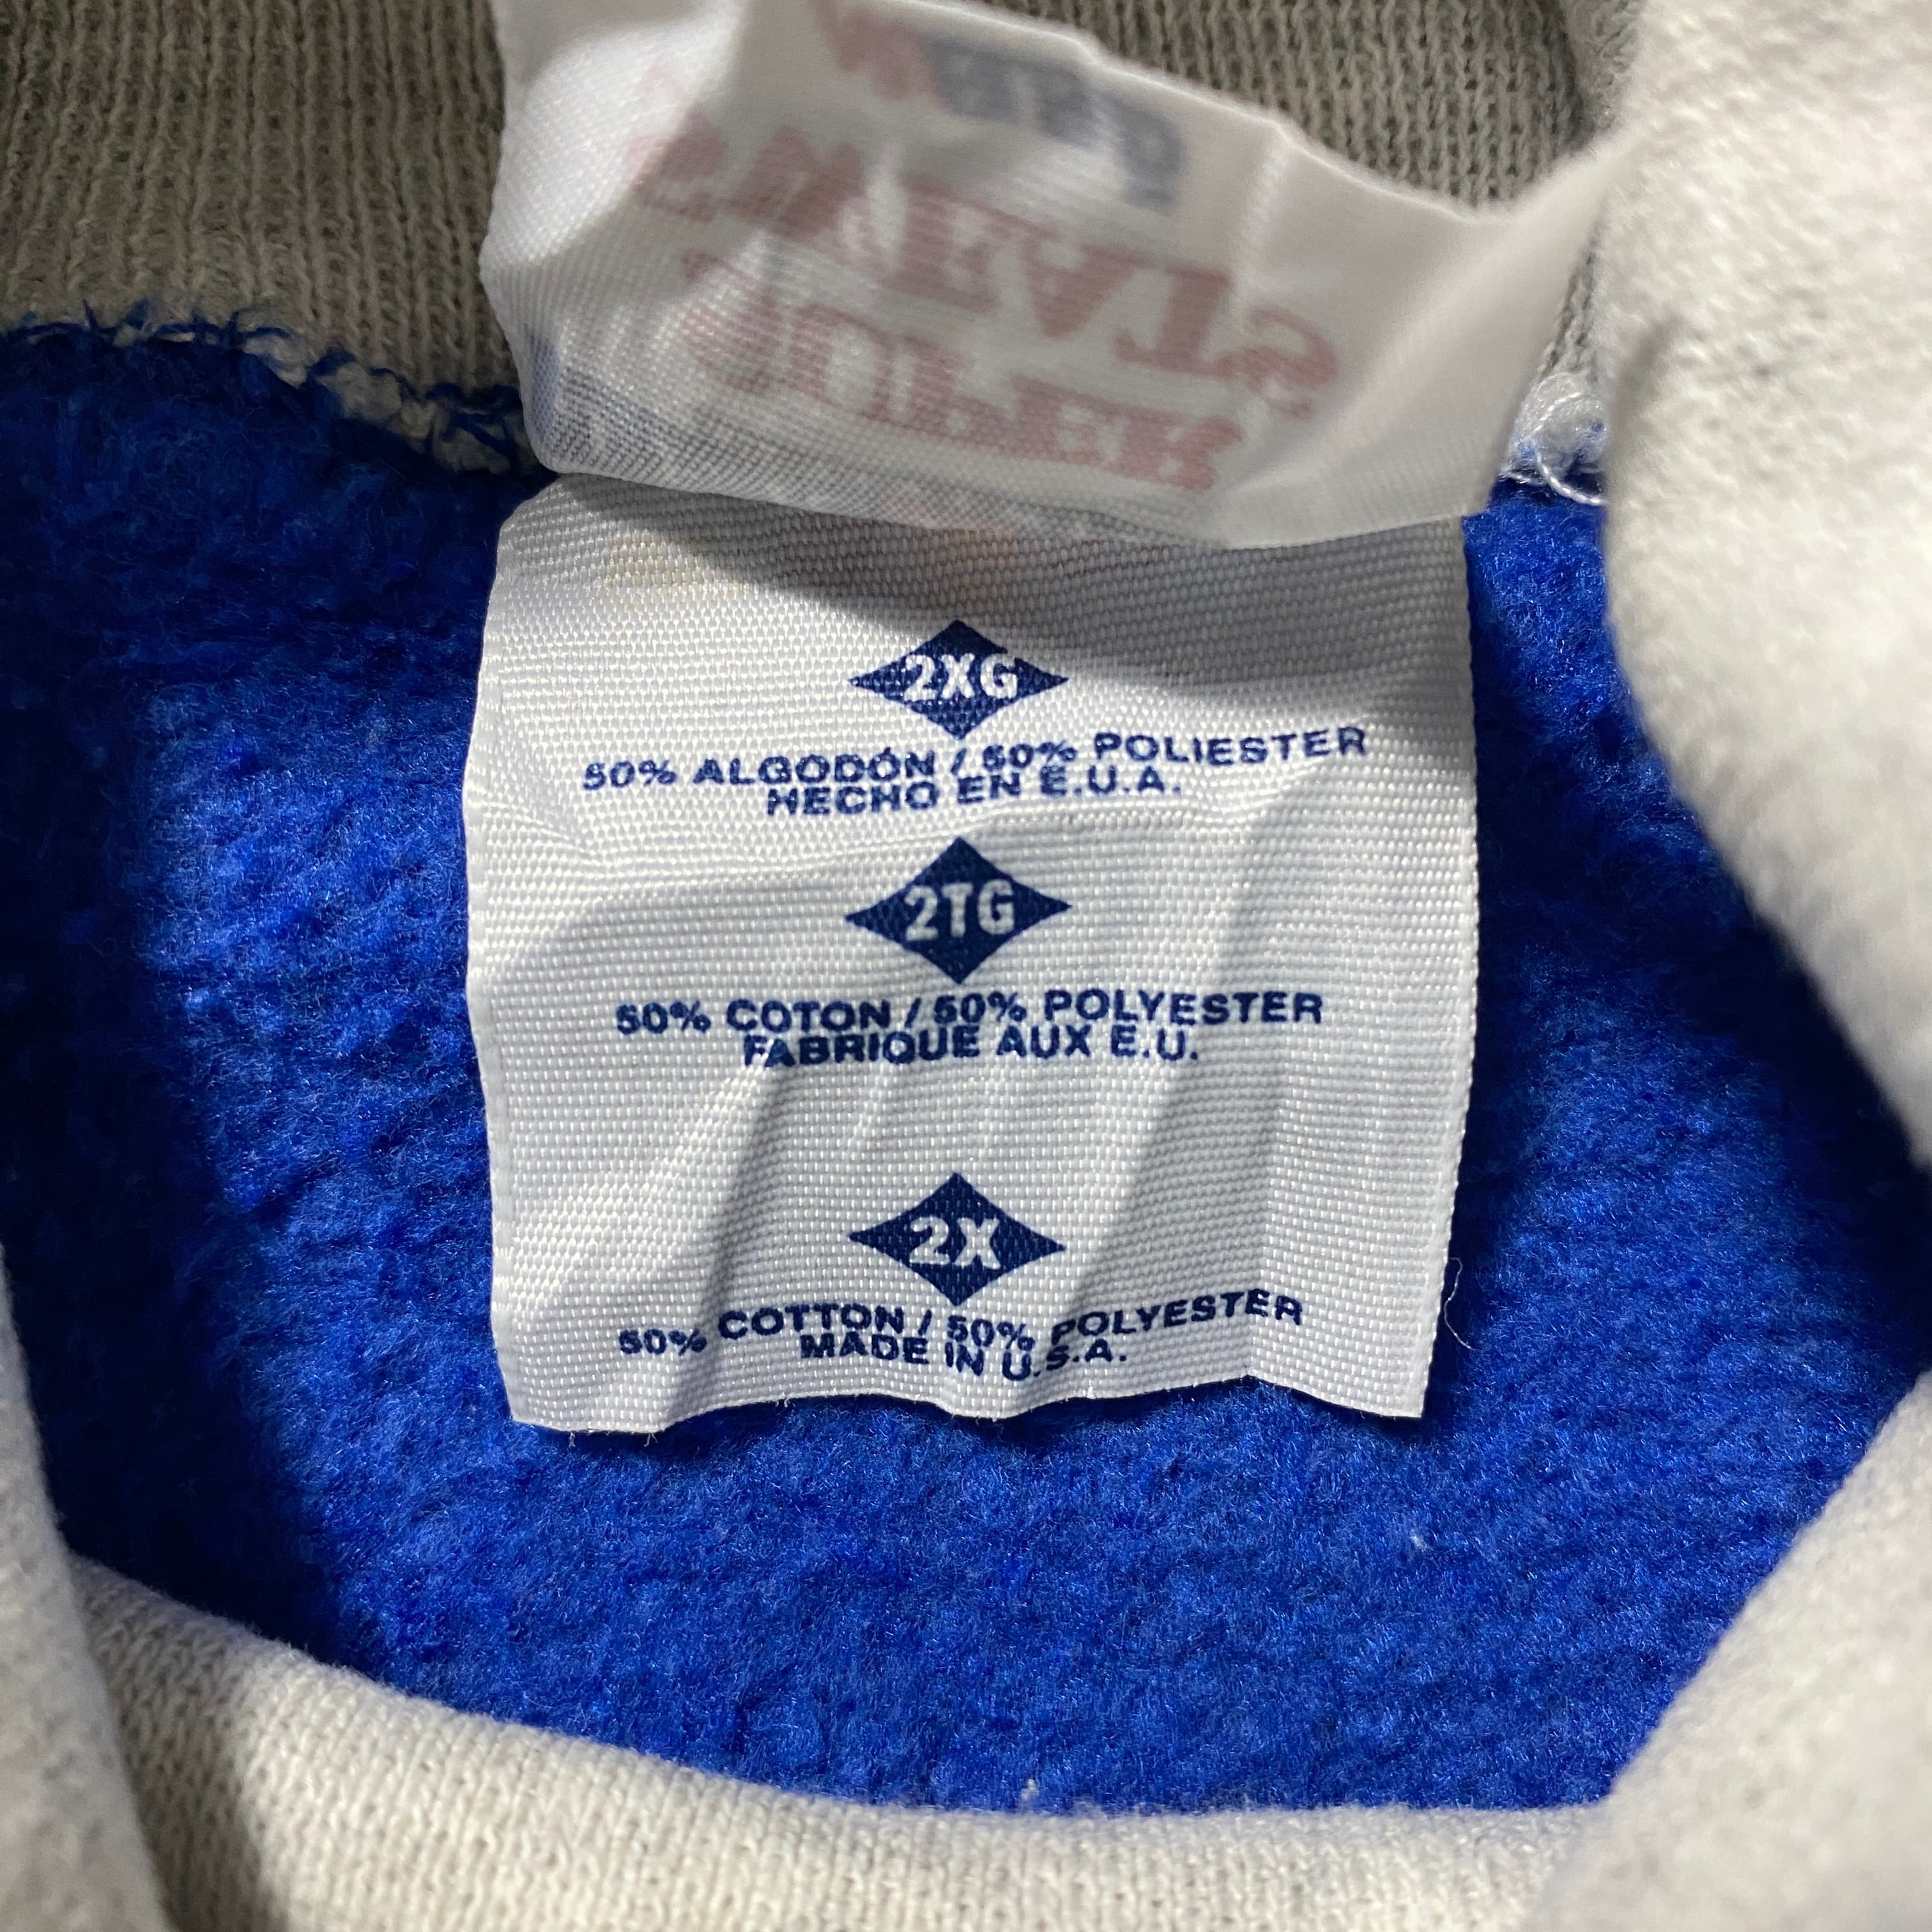 2XG
50% ALGODÓN / 50% POLIESTER
HECHO EN E.U.A.
2TG
50% COTON / 50% POLYESTER
FABRIQUE AUX E.U.
2X
50% COTTON / 50% POLYESTER
MADE IN U.S.A.